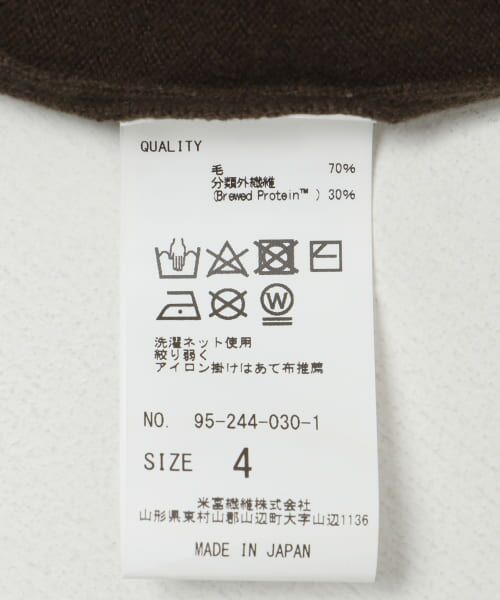 QUALITY
毛 70%
分類外繊維
(Brewed Protein™ ) 30%
W
洗濯ネット使用
絞り弱く
アイロン掛けはあて布推薦
NO. 95-244-030-1
SIZE 4
米富繊維株式会社
山形県東村山郡山辺町大字山辺1136
MADE IN JAPAN